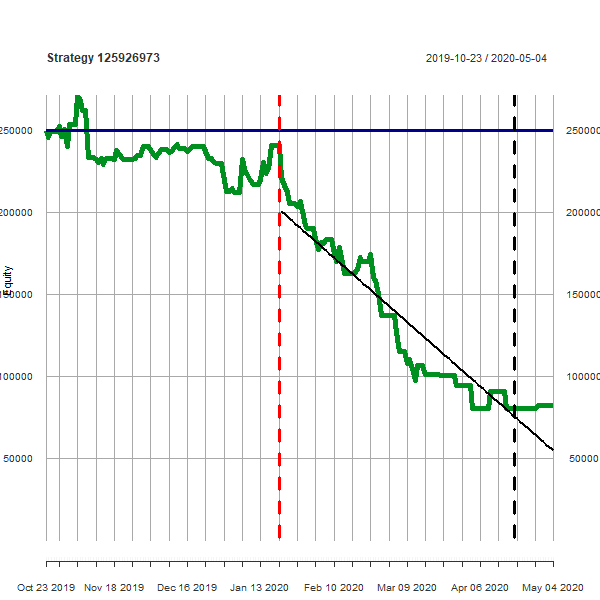 Strategy 125926973
2019-10-23 / 2020-05-04
250000
250000
200000
200000
Equity
150000
150000
100000
100000
50000
50000
Oct 23 2019
Nov 18 2019
Dec 16 2019
Jan 13 2020
Feb 10 2020
Mar 09 2020
Apr 06 2020
May 04 2020